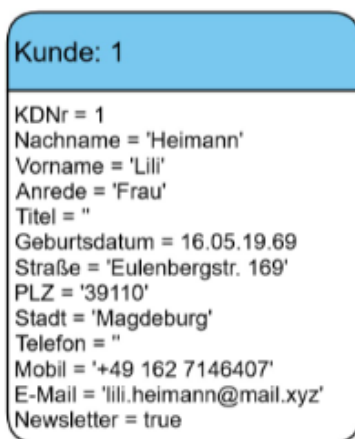 Kunde: 1
KDNr = 1
Nachname = 'Heimann'
Vorname = 'Lili'
Anrede = 'Frau'
Titel = ''
Geburtsdatum = 16.05.19.69
Straße = 'Eulenbergstr. 169'
PLZ = '39110'
Stadt = 'Magdeburg'
Telefon = ''
Mobil = '+49 162 7146407'
E-Mail = 'lili.heimann@mail.xyz'
Newsletter = true